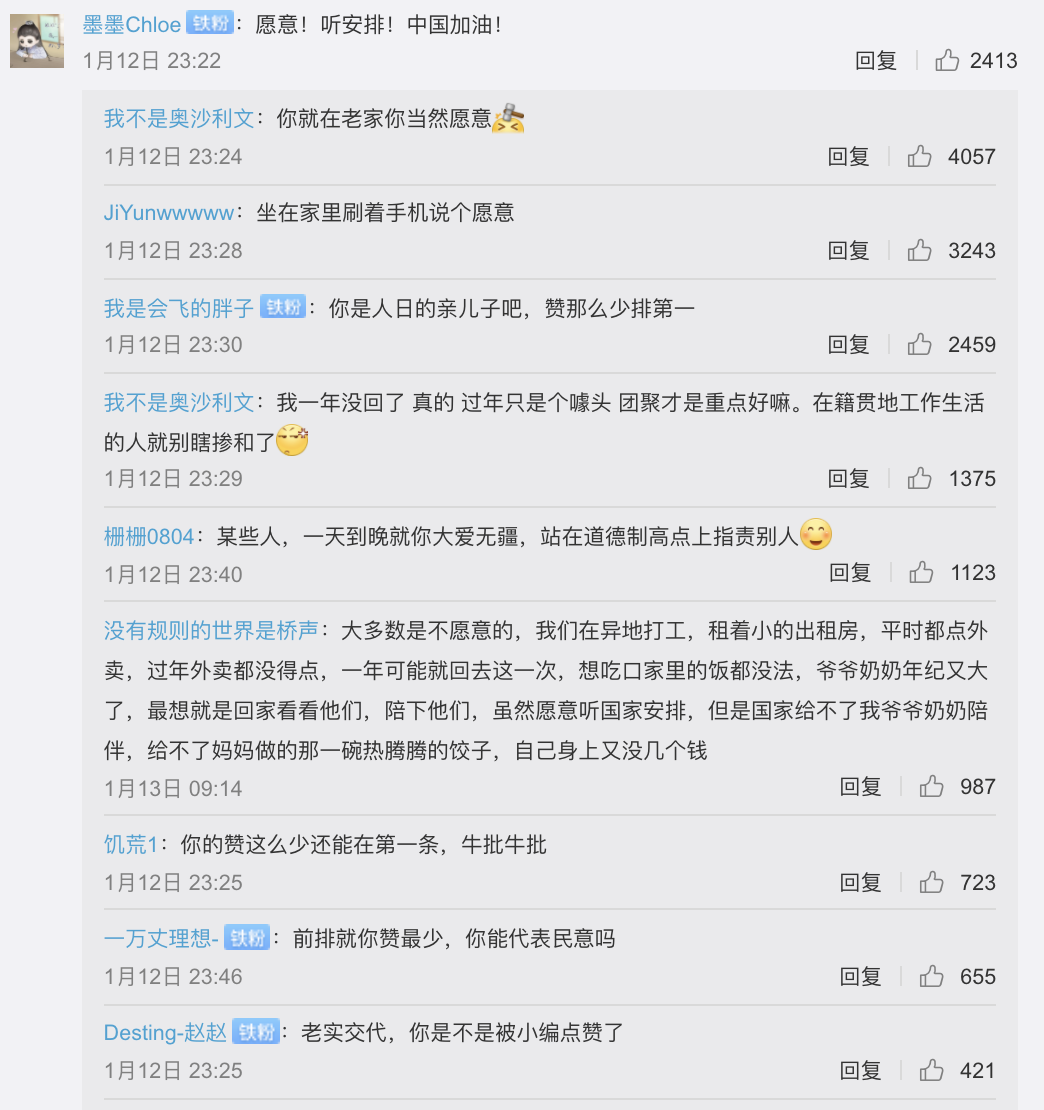 墨墨Chloe 铁粉：愿意！听安排！中国加油！
1月12日 23:22 回复 2413
我不是奥沙利文：你就在老家你当然愿意
1月12日 23:24 回复 4057
JiYunwwwww：坐在家里刷着手机说个愿意
1月12日 23:28 回复 3243
我是会飞的胖子 铁粉：你是人日的亲儿子吧，赞那么少排第一
1月12日 23:30 回复 2459
我不是奥沙利文：我一年没回了 真的 过年只是个噱头 团聚才是重点好嘛。在籍贯地工作生活
的人就别瞎掺和了
1月12日 23:29 回复 1375
栅栅0804：某些人，一天到晚就你大爱无疆，站在道德制高点上指责别人
1月12日 23:40 回复 1123
没有规则的世界是桥声：大多数是不愿意的，我们在异地打工，租着小的出租房，平时都点外
卖，过年外卖都没得点，一年可能就回去这一次，想吃口家里的饭都没法，爷爷奶奶年纪又大
了，最想就是回家看看他们，陪下他们，虽然愿意听国家安排，但是国家给不了我爷爷奶奶陪
伴，给不了妈妈做的那一碗热腾腾的饺子，自己身上又没几个钱
1月13日 09:14 回复 987
饥荒1：你的赞这么少还能在第一条，牛批牛批
1月12日 23:25 回复 723
一万丈理想- 铁粉：前排就你赞最少，你能代表民意吗
1月12日 23:46 回复 655
Desting-赵赵 铁粉：老实交代，你是不是被小编点赞了
1月12日 23:25 回复 421